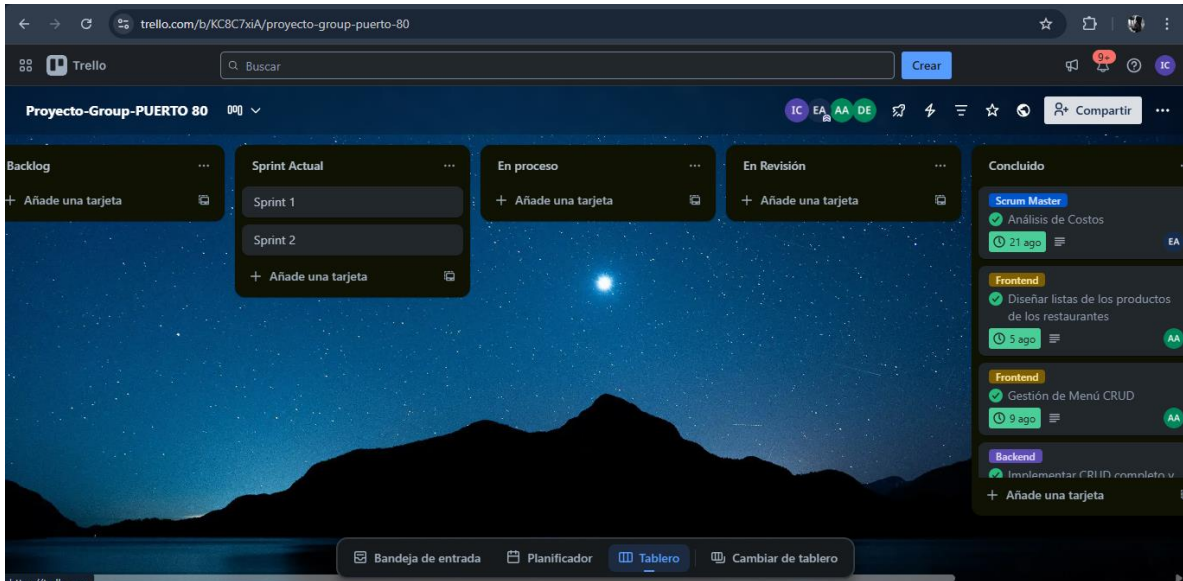 trello.com/b/KC8C7xiA/proyecto-group-puerto-80
Trello
Buscar
Crear
9+
IC
Proyecto-Group-PUERTO 80
IC EA AA DE
Compartir
Backlog
+ Añade una tarjeta
Sprint Actual
Sprint 1
Sprint 2
+ Añade una tarjeta
En proceso
+ Añade una tarjeta
En Revisión
+ Añade una tarjeta
Concluido
Scrum Master
Análisis de Costos
21 ago
EA
Frontend
Diseñar listas de los productos
de los restaurantes
5 ago
AA
Frontend
Gestión de Menú CRUD
9 ago
AA
Backend
Implementar CRUD completo y
+ Añade una tarjeta
Bandeja de entrada
Planificador
Tablero
Cambiar de tablero